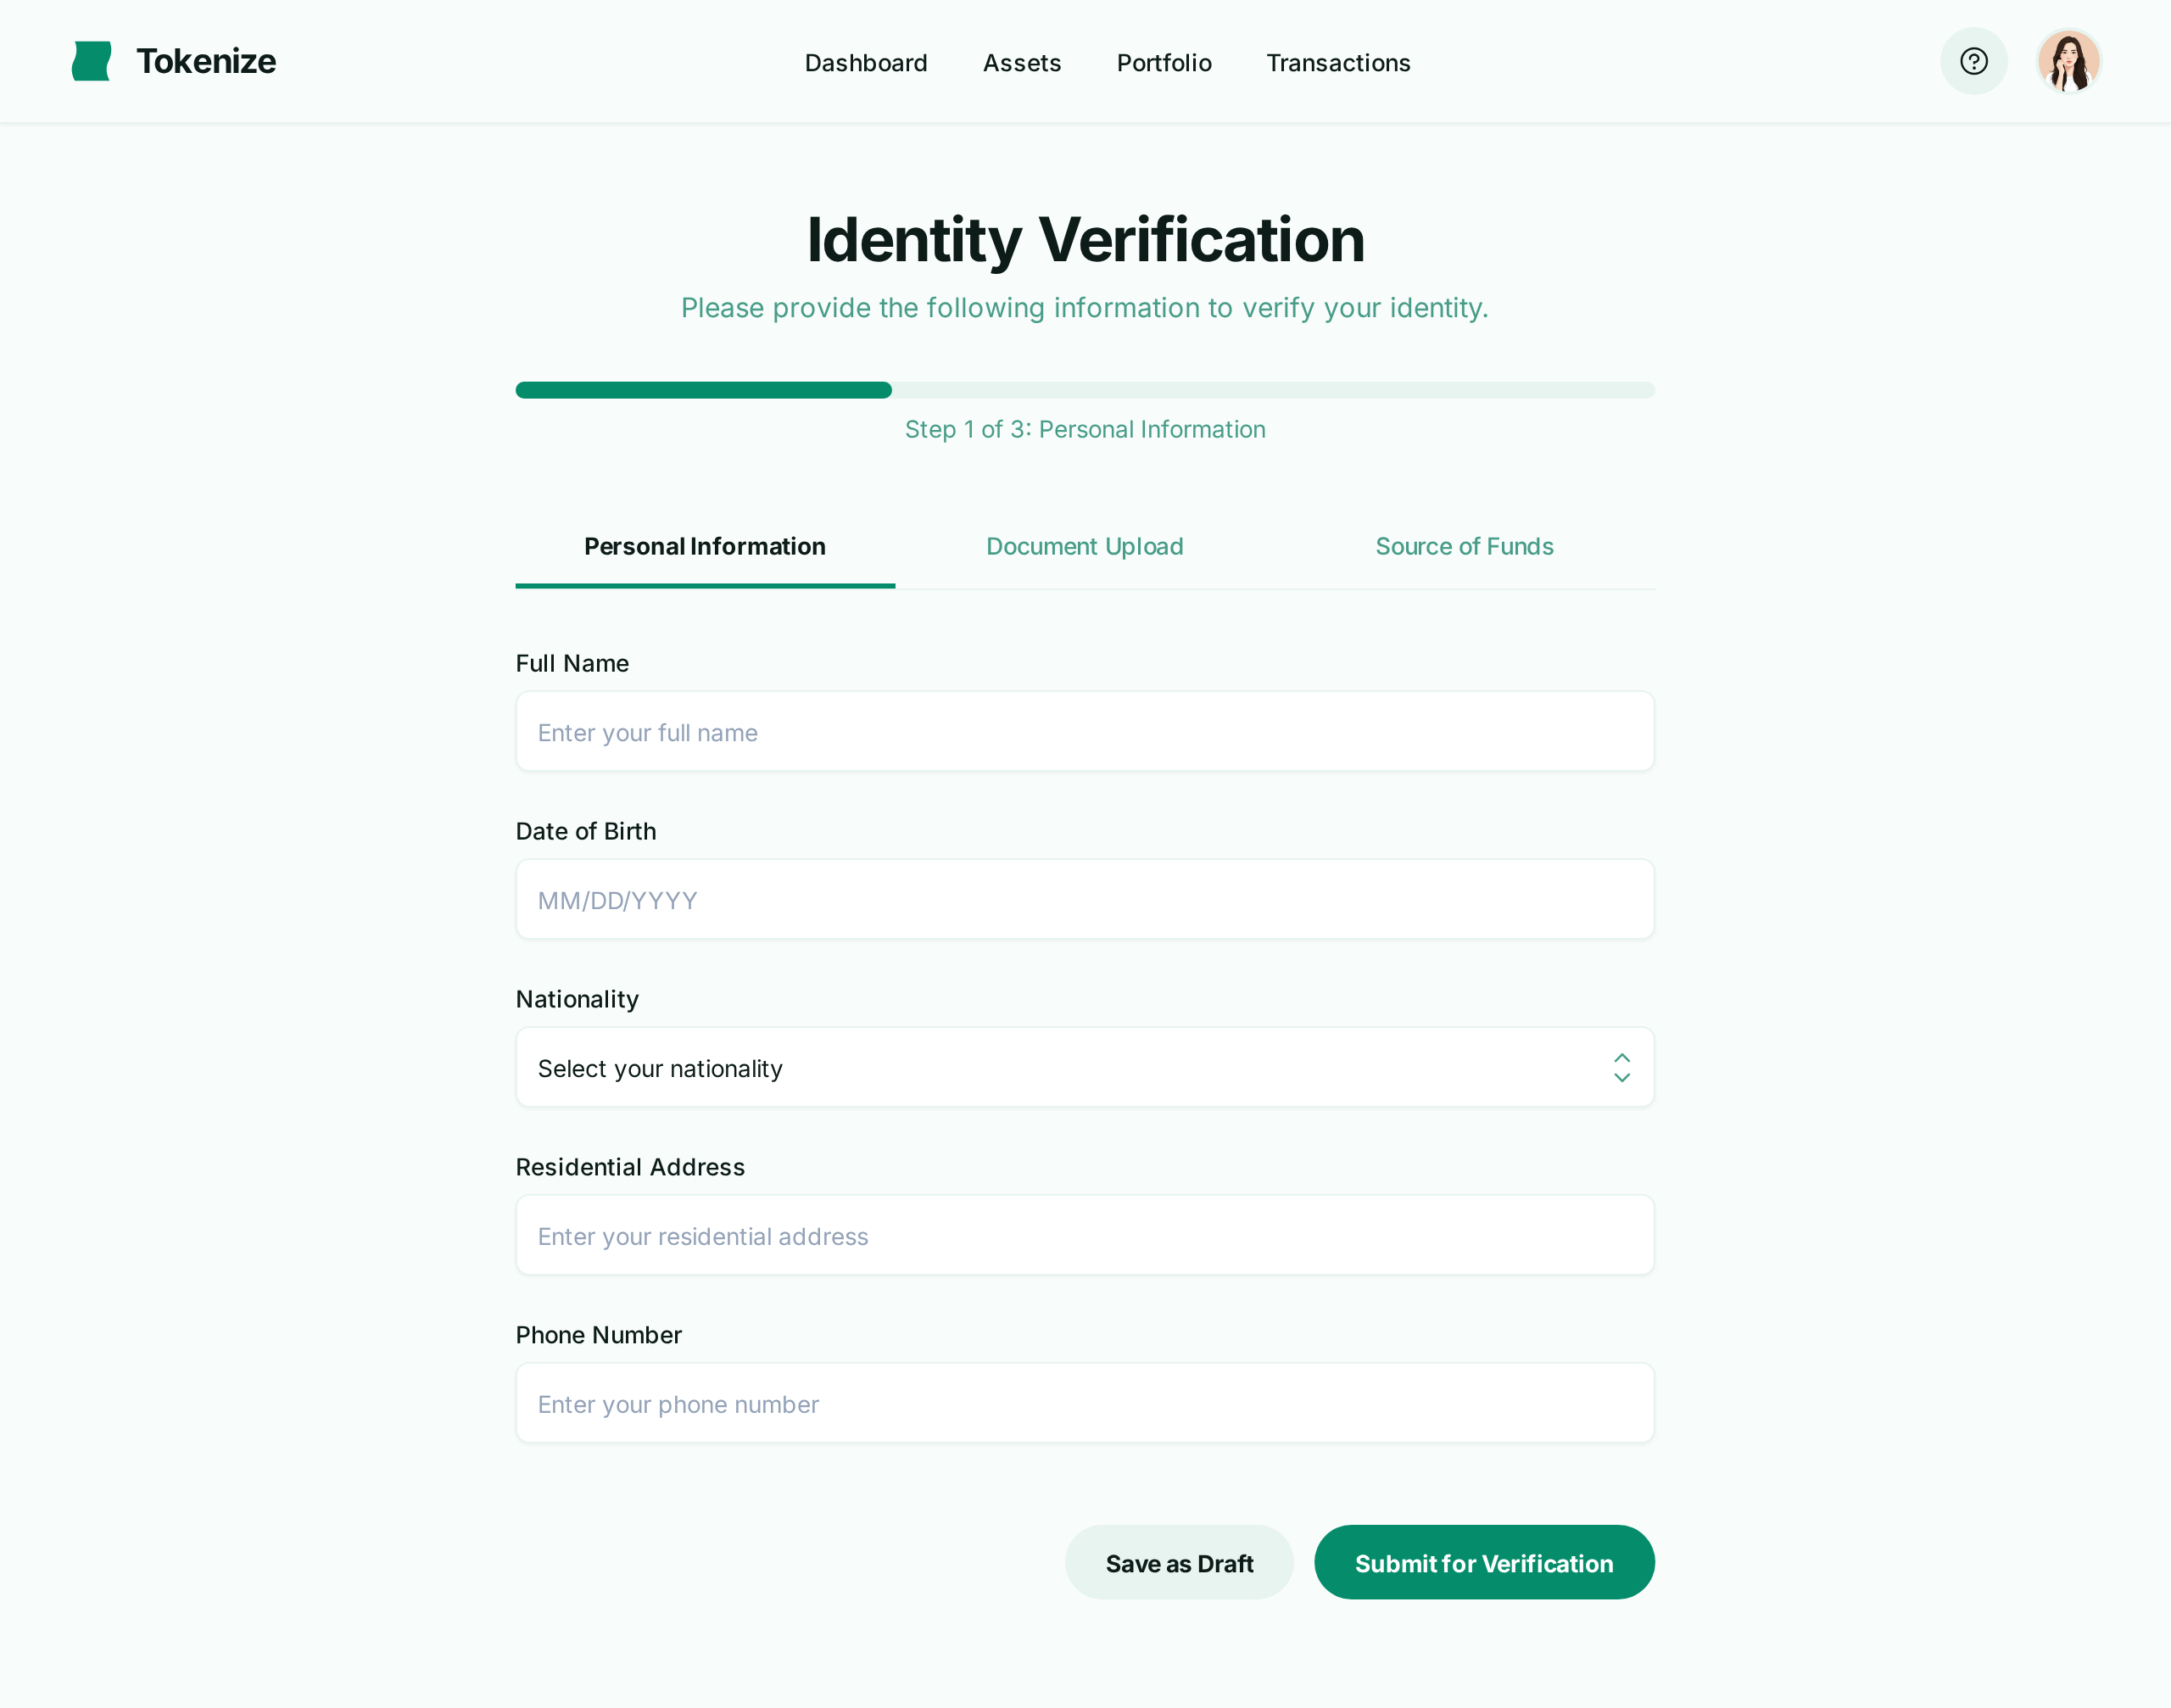 Tokenize
Dashboard Assets Portfolio Transactions
Identity Verification
Please provide the following information to verify your identity.
Step 1 of 3: Personal Information
Personal Information Document Upload Source of Funds
Full Name
Enter your full name
Date of Birth
MM/DD/YYYY
Nationality
Select your nationality
Residential Address
Enter your residential address
Phone Number
Enter your phone number
Save as Draft Submit for Verification